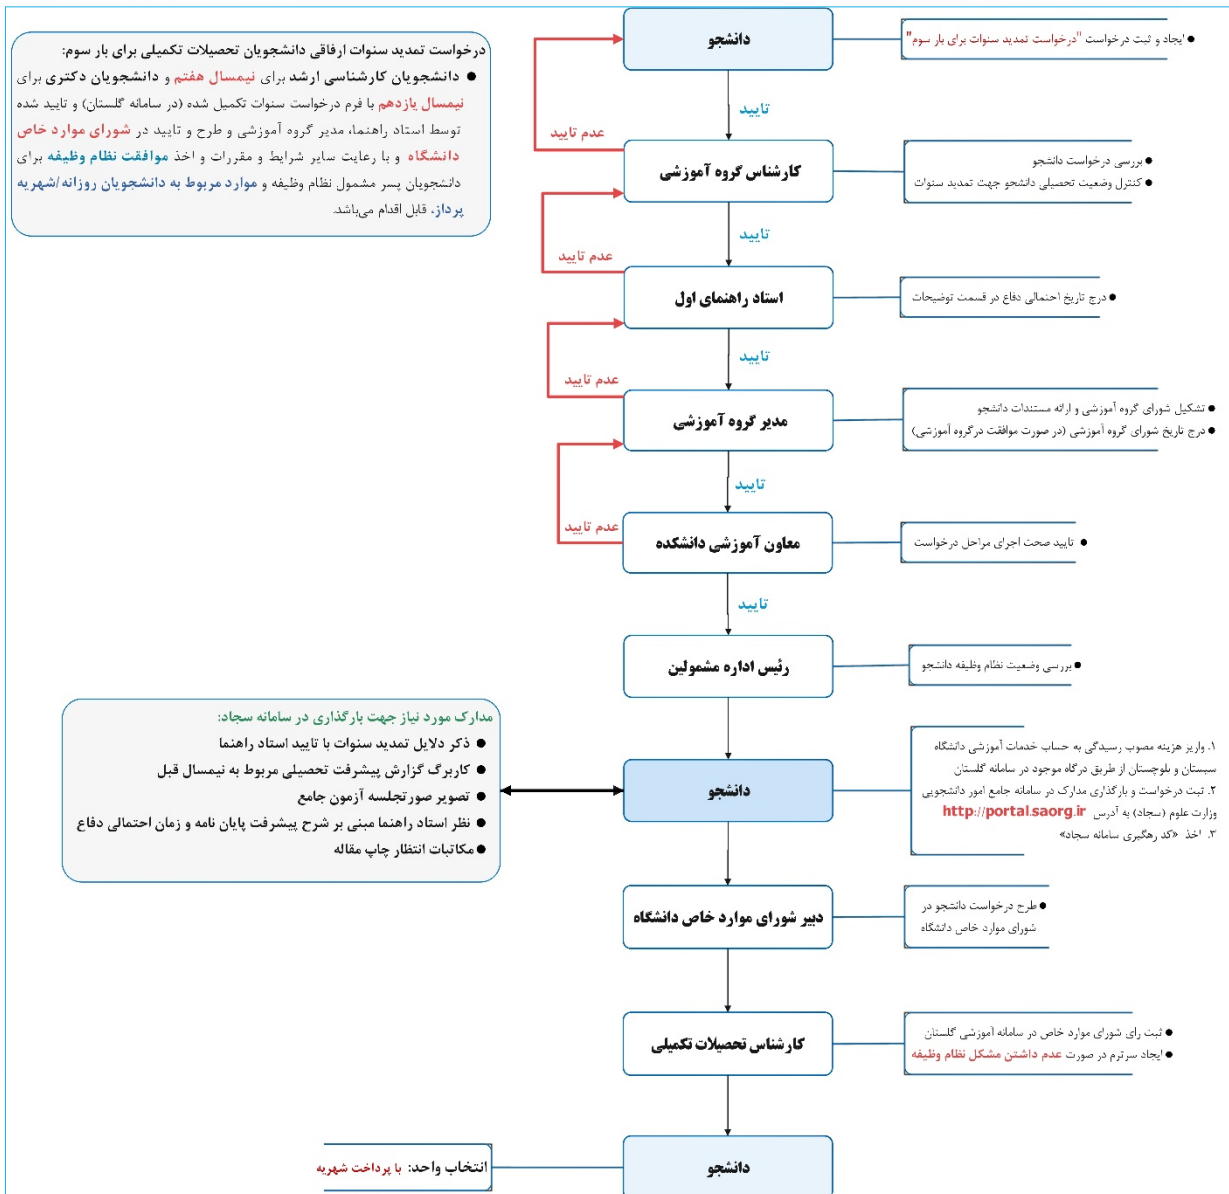 درخواست تمدید سنوات ارفاقی دانشجویان تحصیلات تکمیلی برای بار سوم:
● دانشجویان کارشناسی ارشد برای نیمسال هفتم و دانشجویان دکتری برای
نیمسال یازدهم با فرم درخواست سنوات تکمیل شده (در سامانه گلستان) و تایید شده
توسط استاد راهنما، مدیر گروه آموزشی و طرح و تایید در شورای موارد خاص
دانشگاه و با رعایت سایر شرایط و مقررات و اخذ موافقت نظام وظیفه برای
دانشجویان پسر مشمول نظام وظیفه و موارد مربوط به دانشجویان روزانه/شهریه
پرداز، قابل اقدام می‌باشد.
دانشجو
● ایجاد و ثبت درخواست "درخواست تمدید سنوات برای بار سوم"
تایید
عدم تایید
کارشناس گروه آموزشی
● بررسی درخواست دانشجو
● کنترل وضعیت تحصیلی دانشجو جهت تمدید سنوات
تایید
عدم تایید
استاد راهنمای اول
● درج تاریخ احتمالی دفاع در قسمت توضیحات
تایید
عدم تایید
مدیر گروه آموزشی
● تشکیل شورای گروه آموزشی و ارائه مستندات دانشجو
● درج تاریخ شورای گروه آموزشی (در صورت موافقت درگروه آموزشی)
تایید
عدم تایید
معاون آموزشی دانشکده
● تایید صحت اجرای مراحل درخواست
تایید
رئیس اداره مشمولین
● بررسی وضعیت نظام وظیفه دانشجو
دانشجو
۱. واریز هزینه مصوب رسیدگی به حساب خدمات آموزشی دانشگاه
سیستان و بلوچستان از طریق درگاه موجود در سامانه گلستان
۲. ثبت درخواست و بارگذاری مدارک در سامانه جامع امور دانشجویی
وزارت علوم (سجاد) به آدرس http://portal.saorg.ir
۳. اخذ «کد رهگیری سامانه سجاد»
مدارک مورد نیاز جهت بارگذاری در سامانه سجاد:
● ذکر دلایل تمدید سنوات با تایید استاد راهنما
● کاربرگ گزارش پیشرفت تحصیلی مربوط به نیمسال قبل
● تصویر صورتجلسه آزمون جامع
● نظر استاد راهنما مبنی بر شرح پیشرفت پایان نامه و زمان احتمالی دفاع
● مکاتبات انتظار چاپ مقاله
دبیر شورای موارد خاص دانشگاه
● طرح درخواست دانشجو در
شورای موارد خاص دانشگاه
کارشناس تحصیلات تکمیلی
● ثبت رای شورای موارد خاص در سامانه آموزشی گلستان
● ایجاد سرترم در صورت عدم داشتن مشکل نظام وظیفه
دانشجو
انتخاب واحد: با پرداخت شهریه